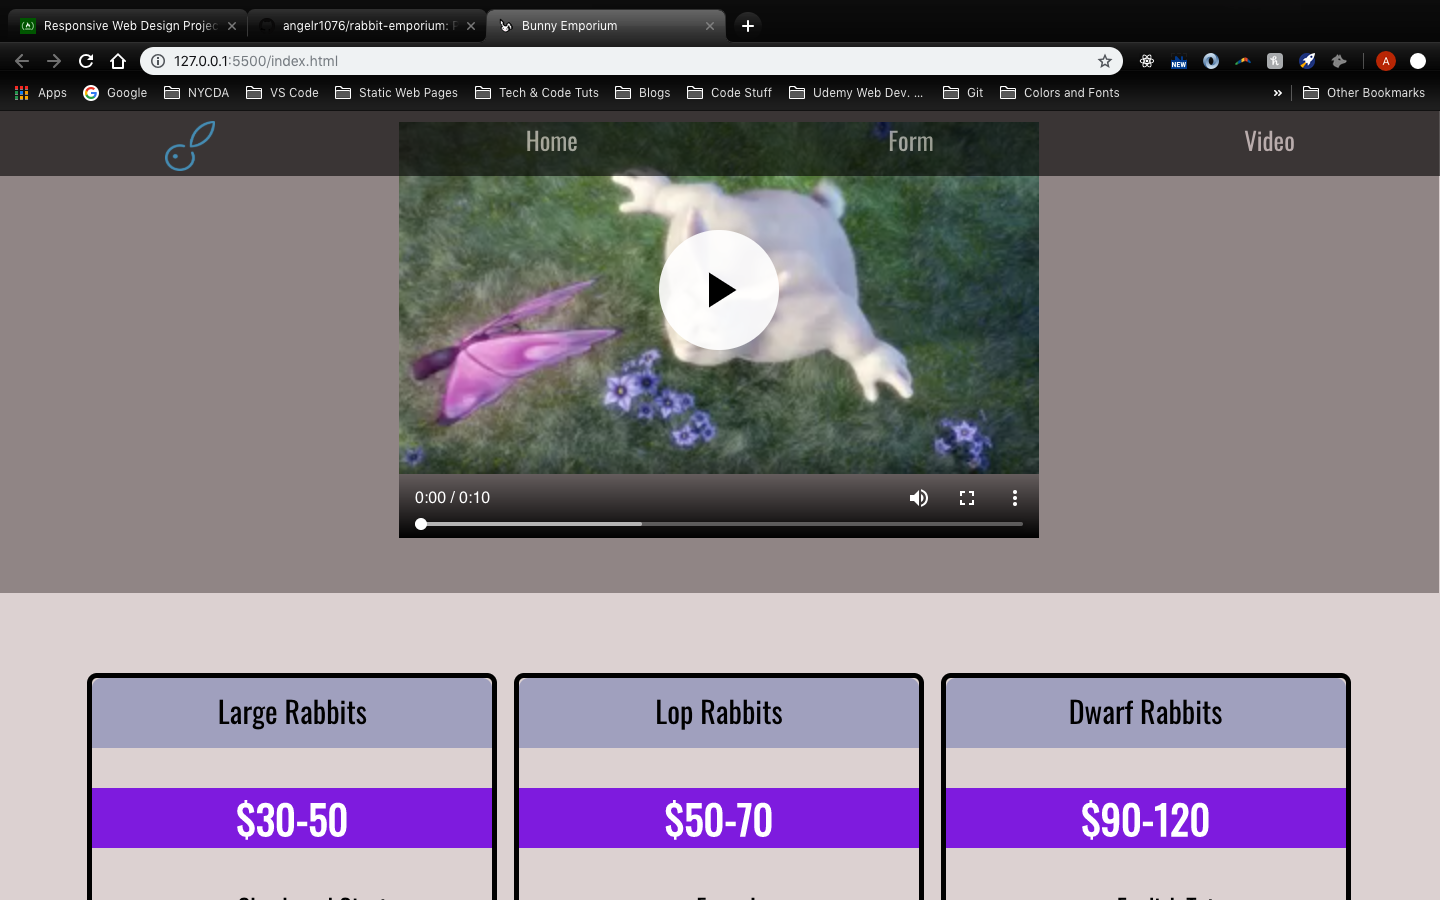 Responsive Web Design Projec
angelr1076/rabbit-emporium: R
Bunny Emporium
127.0.0.1:5500/index.html
NEW
A
Apps
Google
NYCDA
VS Code
Static Web Pages
Tech & Code Tuts
Blogs
Code Stuff
Udemy Web Dev. ...
Git
Colors and Fonts
»
Other Bookmarks
Home
Form
Video
0:00 / 0:10
Large Rabbits
Lop Rabbits
Dwarf Rabbits
$30-50
$50-70
$90-120